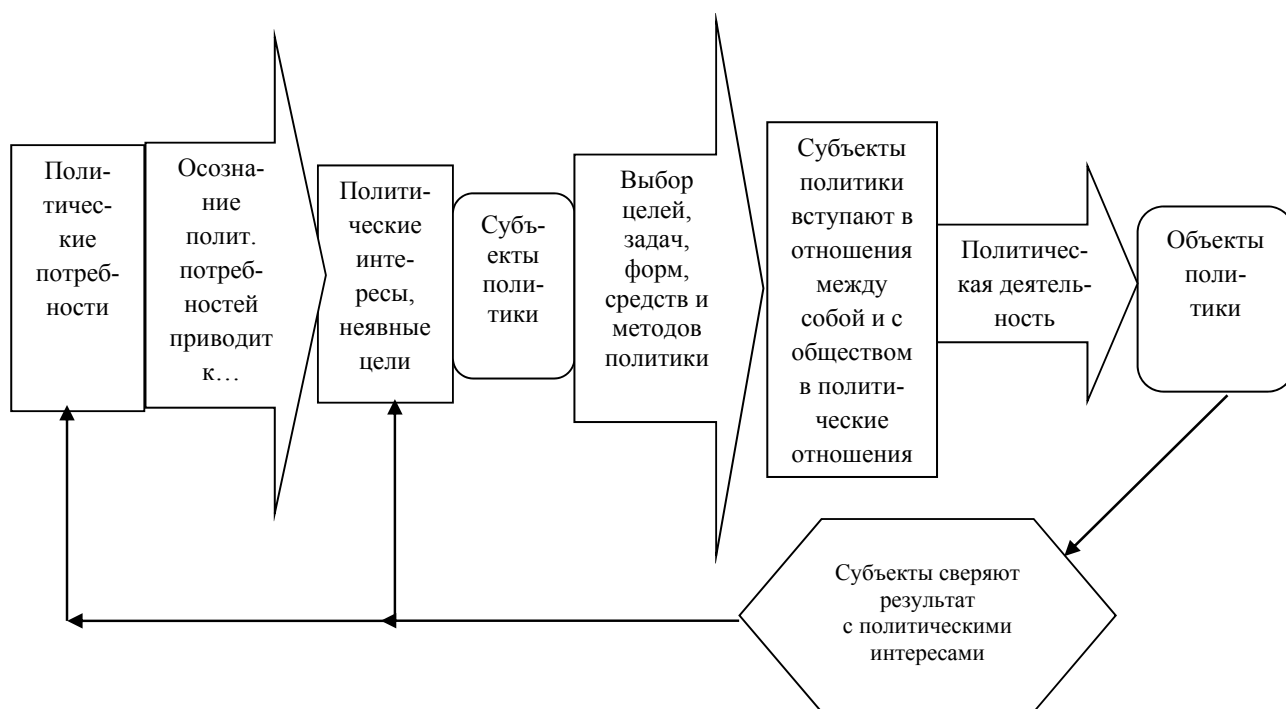 Поли-
тичес-
кие
потреб-
ности
Осозна-
ние
полит.
потреб-
ностей
приводит
к…
Полити-
ческие
инте-
ресы,
неявные
цели
Субъ-
екты
поли-
тики
Выбор
целей,
задач,
форм,
средств и
методов
политики
Субъекты
политики
вступают в
отношения
между
собой и с
обществом
в полити-
ческие
отношения
Политичес-
кая деятель-
ность
Объекты
поли-
тики
Субъекты сверяют
результат
с политическими
интересами